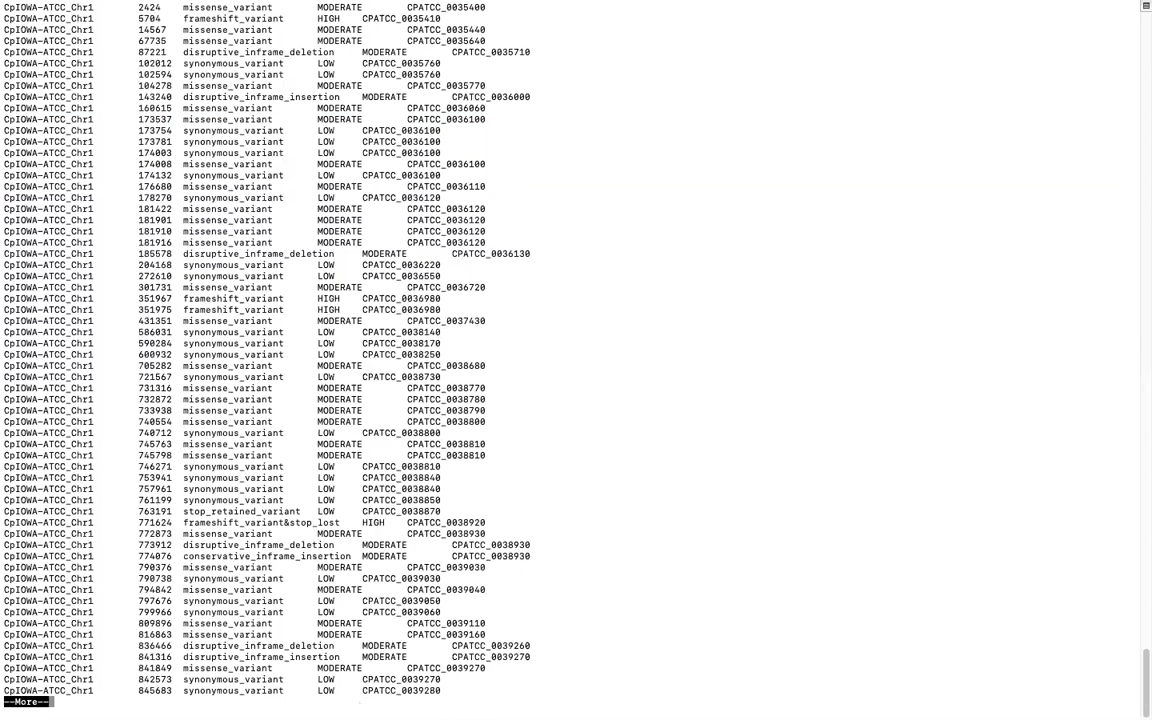 CpIOWA-ATCC_Chr1 2424 missense_variant MODERATE CPATCC_0035400
CpIOWA-ATCC_Chr1 5704 frameshift_variant HIGH CPATCC_0035410
CpIOWA-ATCC_Chr1 14567 missense_variant MODERATE CPATCC_0035440
CpIOWA-ATCC_Chr1 67735 missense_variant MODERATE CPATCC_0035640
CpIOWA-ATCC_Chr1 87221 disruptive_inframe_deletion MODERATE CPATCC_0035710
CpIOWA-ATCC_Chr1 102012 synonymous_variant LOW CPATCC_0035760
CpIOWA-ATCC_Chr1 102594 synonymous_variant LOW CPATCC_0035760
CpIOWA-ATCC_Chr1 104278 missense_variant MODERATE CPATCC_0035770
CpIOWA-ATCC_Chr1 143240 disruptive_inframe_insertion MODERATE CPATCC_0036000
CpIOWA-ATCC_Chr1 160615 missense_variant MODERATE CPATCC_0036060
CpIOWA-ATCC_Chr1 173537 missense_variant MODERATE CPATCC_0036100
CpIOWA-ATCC_Chr1 173754 synonymous_variant LOW CPATCC_0036100
CpIOWA-ATCC_Chr1 173781 synonymous_variant LOW CPATCC_0036100
CpIOWA-ATCC_Chr1 174003 synonymous_variant LOW CPATCC_0036100
CpIOWA-ATCC_Chr1 174008 missense_variant MODERATE CPATCC_0036100
CpIOWA-ATCC_Chr1 174132 synonymous_variant LOW CPATCC_0036100
CpIOWA-ATCC_Chr1 176680 missense_variant MODERATE CPATCC_0036110
CpIOWA-ATCC_Chr1 178270 synonymous_variant LOW CPATCC_0036120
CpIOWA-ATCC_Chr1 181422 missense_variant MODERATE CPATCC_0036120
CpIOWA-ATCC_Chr1 181901 missense_variant MODERATE CPATCC_0036120
CpIOWA-ATCC_Chr1 181910 missense_variant MODERATE CPATCC_0036120
CpIOWA-ATCC_Chr1 181916 missense_variant MODERATE CPATCC_0036120
CpIOWA-ATCC_Chr1 185578 disruptive_inframe_deletion MODERATE CPATCC_0036130
CpIOWA-ATCC_Chr1 204168 synonymous_variant LOW CPATCC_0036220
CpIOWA-ATCC_Chr1 272610 synonymous_variant LOW CPATCC_0036550
CpIOWA-ATCC_Chr1 301731 missense_variant MODERATE CPATCC_0036720
CpIOWA-ATCC_Chr1 351967 frameshift_variant HIGH CPATCC_0036980
CpIOWA-ATCC_Chr1 351975 frameshift_variant HIGH CPATCC_0036980
CpIOWA-ATCC_Chr1 431351 missense_variant MODERATE CPATCC_0037430
CpIOWA-ATCC_Chr1 586031 synonymous_variant LOW CPATCC_0038140
CpIOWA-ATCC_Chr1 590284 synonymous_variant LOW CPATCC_0038170
CpIOWA-ATCC_Chr1 600932 synonymous_variant LOW CPATCC_0038250
CpIOWA-ATCC_Chr1 705282 missense_variant MODERATE CPATCC_0038680
CpIOWA-ATCC_Chr1 721567 synonymous_variant LOW CPATCC_0038730
CpIOWA-ATCC_Chr1 731316 missense_variant MODERATE CPATCC_0038770
CpIOWA-ATCC_Chr1 732872 missense_variant MODERATE CPATCC_0038780
CpIOWA-ATCC_Chr1 733938 missense_variant MODERATE CPATCC_0038790
CpIOWA-ATCC_Chr1 740554 missense_variant MODERATE CPATCC_0038800
CpIOWA-ATCC_Chr1 740712 synonymous_variant LOW CPATCC_0038800
CpIOWA-ATCC_Chr1 745763 missense_variant MODERATE CPATCC_0038810
CpIOWA-ATCC_Chr1 745798 missense_variant MODERATE CPATCC_0038810
CpIOWA-ATCC_Chr1 746271 synonymous_variant LOW CPATCC_0038810
CpIOWA-ATCC_Chr1 753941 synonymous_variant LOW CPATCC_0038840
CpIOWA-ATCC_Chr1 757961 synonymous_variant LOW CPATCC_0038840
CpIOWA-ATCC_Chr1 761199 synonymous_variant LOW CPATCC_0038850
CpIOWA-ATCC_Chr1 763191 stop_retained_variant LOW CPATCC_0038870
CpIOWA-ATCC_Chr1 771624 frameshift_variant&stop_lost HIGH CPATCC_0038920
CpIOWA-ATCC_Chr1 772873 missense_variant MODERATE CPATCC_0038930
CpIOWA-ATCC_Chr1 773912 disruptive_inframe_deletion MODERATE CPATCC_0038930
CpIOWA-ATCC_Chr1 774076 conservative_inframe_insertion MODERATE CPATCC_0038930
CpIOWA-ATCC_Chr1 790376 missense_variant MODERATE CPATCC_0039030
CpIOWA-ATCC_Chr1 790738 synonymous_variant LOW CPATCC_0039030
CpIOWA-ATCC_Chr1 794842 missense_variant MODERATE CPATCC_0039040
CpIOWA-ATCC_Chr1 797676 synonymous_variant LOW CPATCC_0039050
CpIOWA-ATCC_Chr1 799966 synonymous_variant LOW CPATCC_0039060
CpIOWA-ATCC_Chr1 809896 missense_variant MODERATE CPATCC_0039110
CpIOWA-ATCC_Chr1 816863 missense_variant MODERATE CPATCC_0039160
CpIOWA-ATCC_Chr1 836466 disruptive_inframe_deletion MODERATE CPATCC_0039260
CpIOWA-ATCC_Chr1 841316 disruptive_inframe_insertion MODERATE CPATCC_0039270
CpIOWA-ATCC_Chr1 841849 missense_variant MODERATE CPATCC_0039270
CpIOWA-ATCC_Chr1 842573 synonymous_variant LOW CPATCC_0039270
CpIOWA-ATCC_Chr1 845683 synonymous_variant LOW CPATCC_0039280
--More--